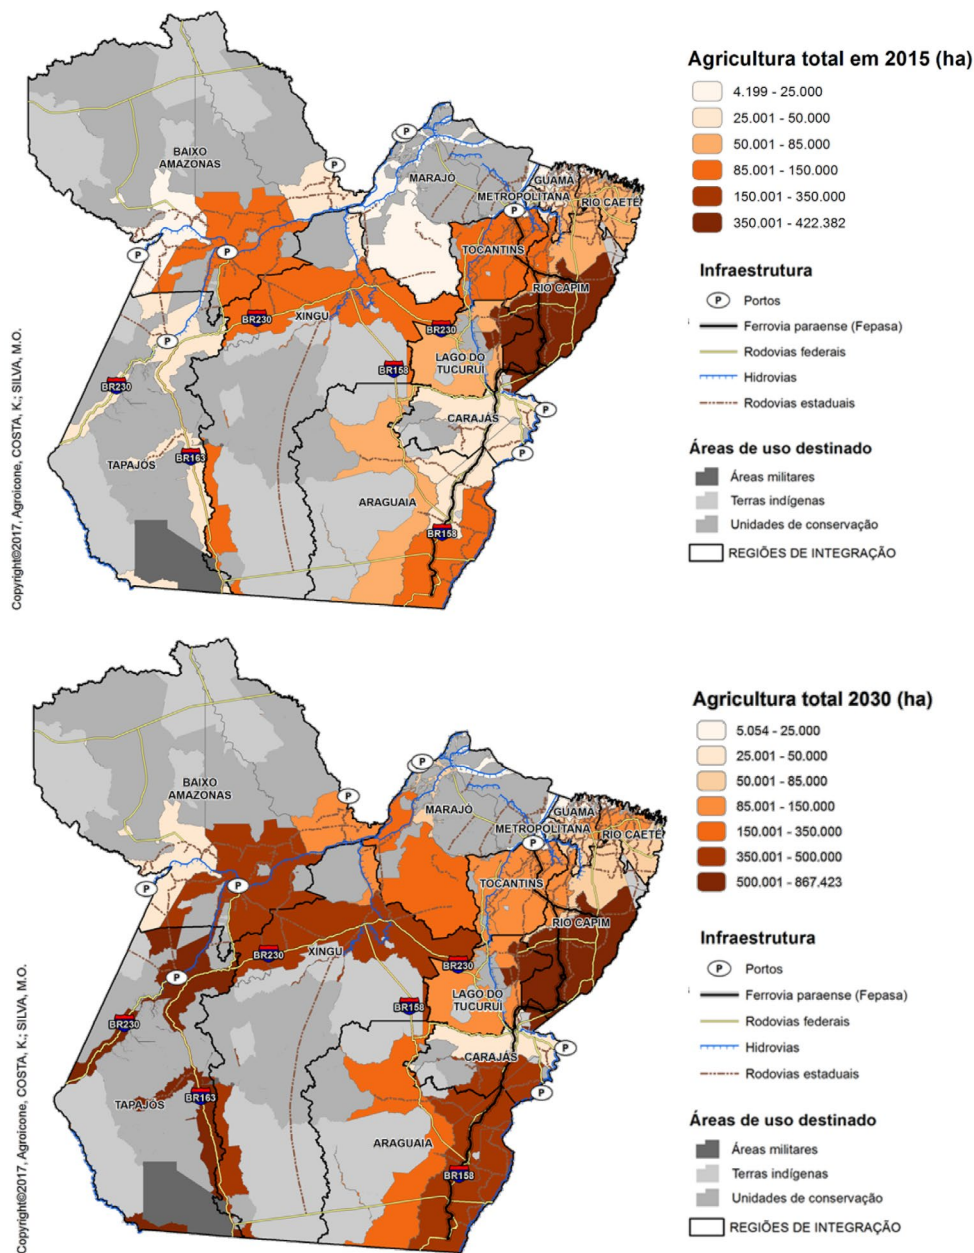 Agricultura total em 2015 (ha)
4.199 - 25.000
25.001 - 50.000
50.001 - 85.000
85.001 - 150.000
150.001 - 350.000
350.001 - 422.382
Infraestrutura
P Portos
Ferrovia paraense (Fepasa)
Rodovias federais
Hidrovias
Rodovias estaduais
Áreas de uso destinado
Áreas militares
Terras indígenas
Unidades de conservação
REGIÕES DE INTEGRAÇÃO
BAIXO
AMAZONAS
P
P
MARAJÓ
GUAMA
METROPOLITANA
RIO CAETÉ
P
P
P
TOCANTINS
RIO CAPIM
XINGU
BR230
BR230
P
LAGO DO
TUCURUÍ
BR230
BR158
CARAJÁS
P
P
TAPAJÓS
BR163
ARAGUAIA
BR158
Copyright©2017, Agroicone, COSTA, K.; SILVA, M.O.
Agricultura total 2030 (ha)
5.054 - 25.000
25.001 - 50.000
50.001 - 85.000
85.001 - 150.000
150.001 - 350.000
350.001 - 500.000
500.001 - 867.423
Infraestrutura
P Portos
Ferrovia paraense (Fepasa)
Rodovias federais
Hidrovias
Rodovias estaduais
Áreas de uso destinado
Áreas militares
Terras indígenas
Unidades de conservação
REGIÕES DE INTEGRAÇÃO
BAIXO
AMAZONAS
P
P
MARAJÓ
GUAMA
METROPOLITANA
RIO CAETÉ
P
P
P
TOCANTINS
RIO CAPIM
XINGU
BR230
BR230
P
LAGO DO
TUCURUÍ
BR230
BR158
CARAJÁS
P
P
TAPAJÓS
BR163
ARAGUAIA
BR158
Copyright©2017, Agroicone, COSTA, K.; SILVA, M.O.